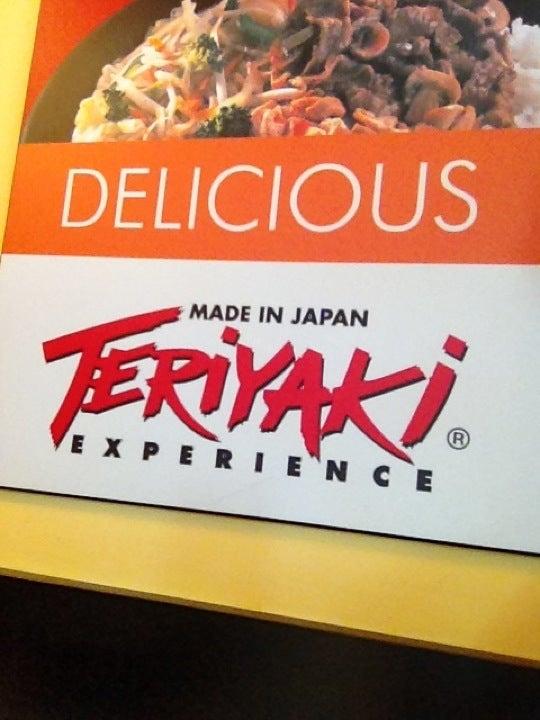 DELICIOUS
MADE IN JAPAN
TERiYAKi ®
EXPERIENCE